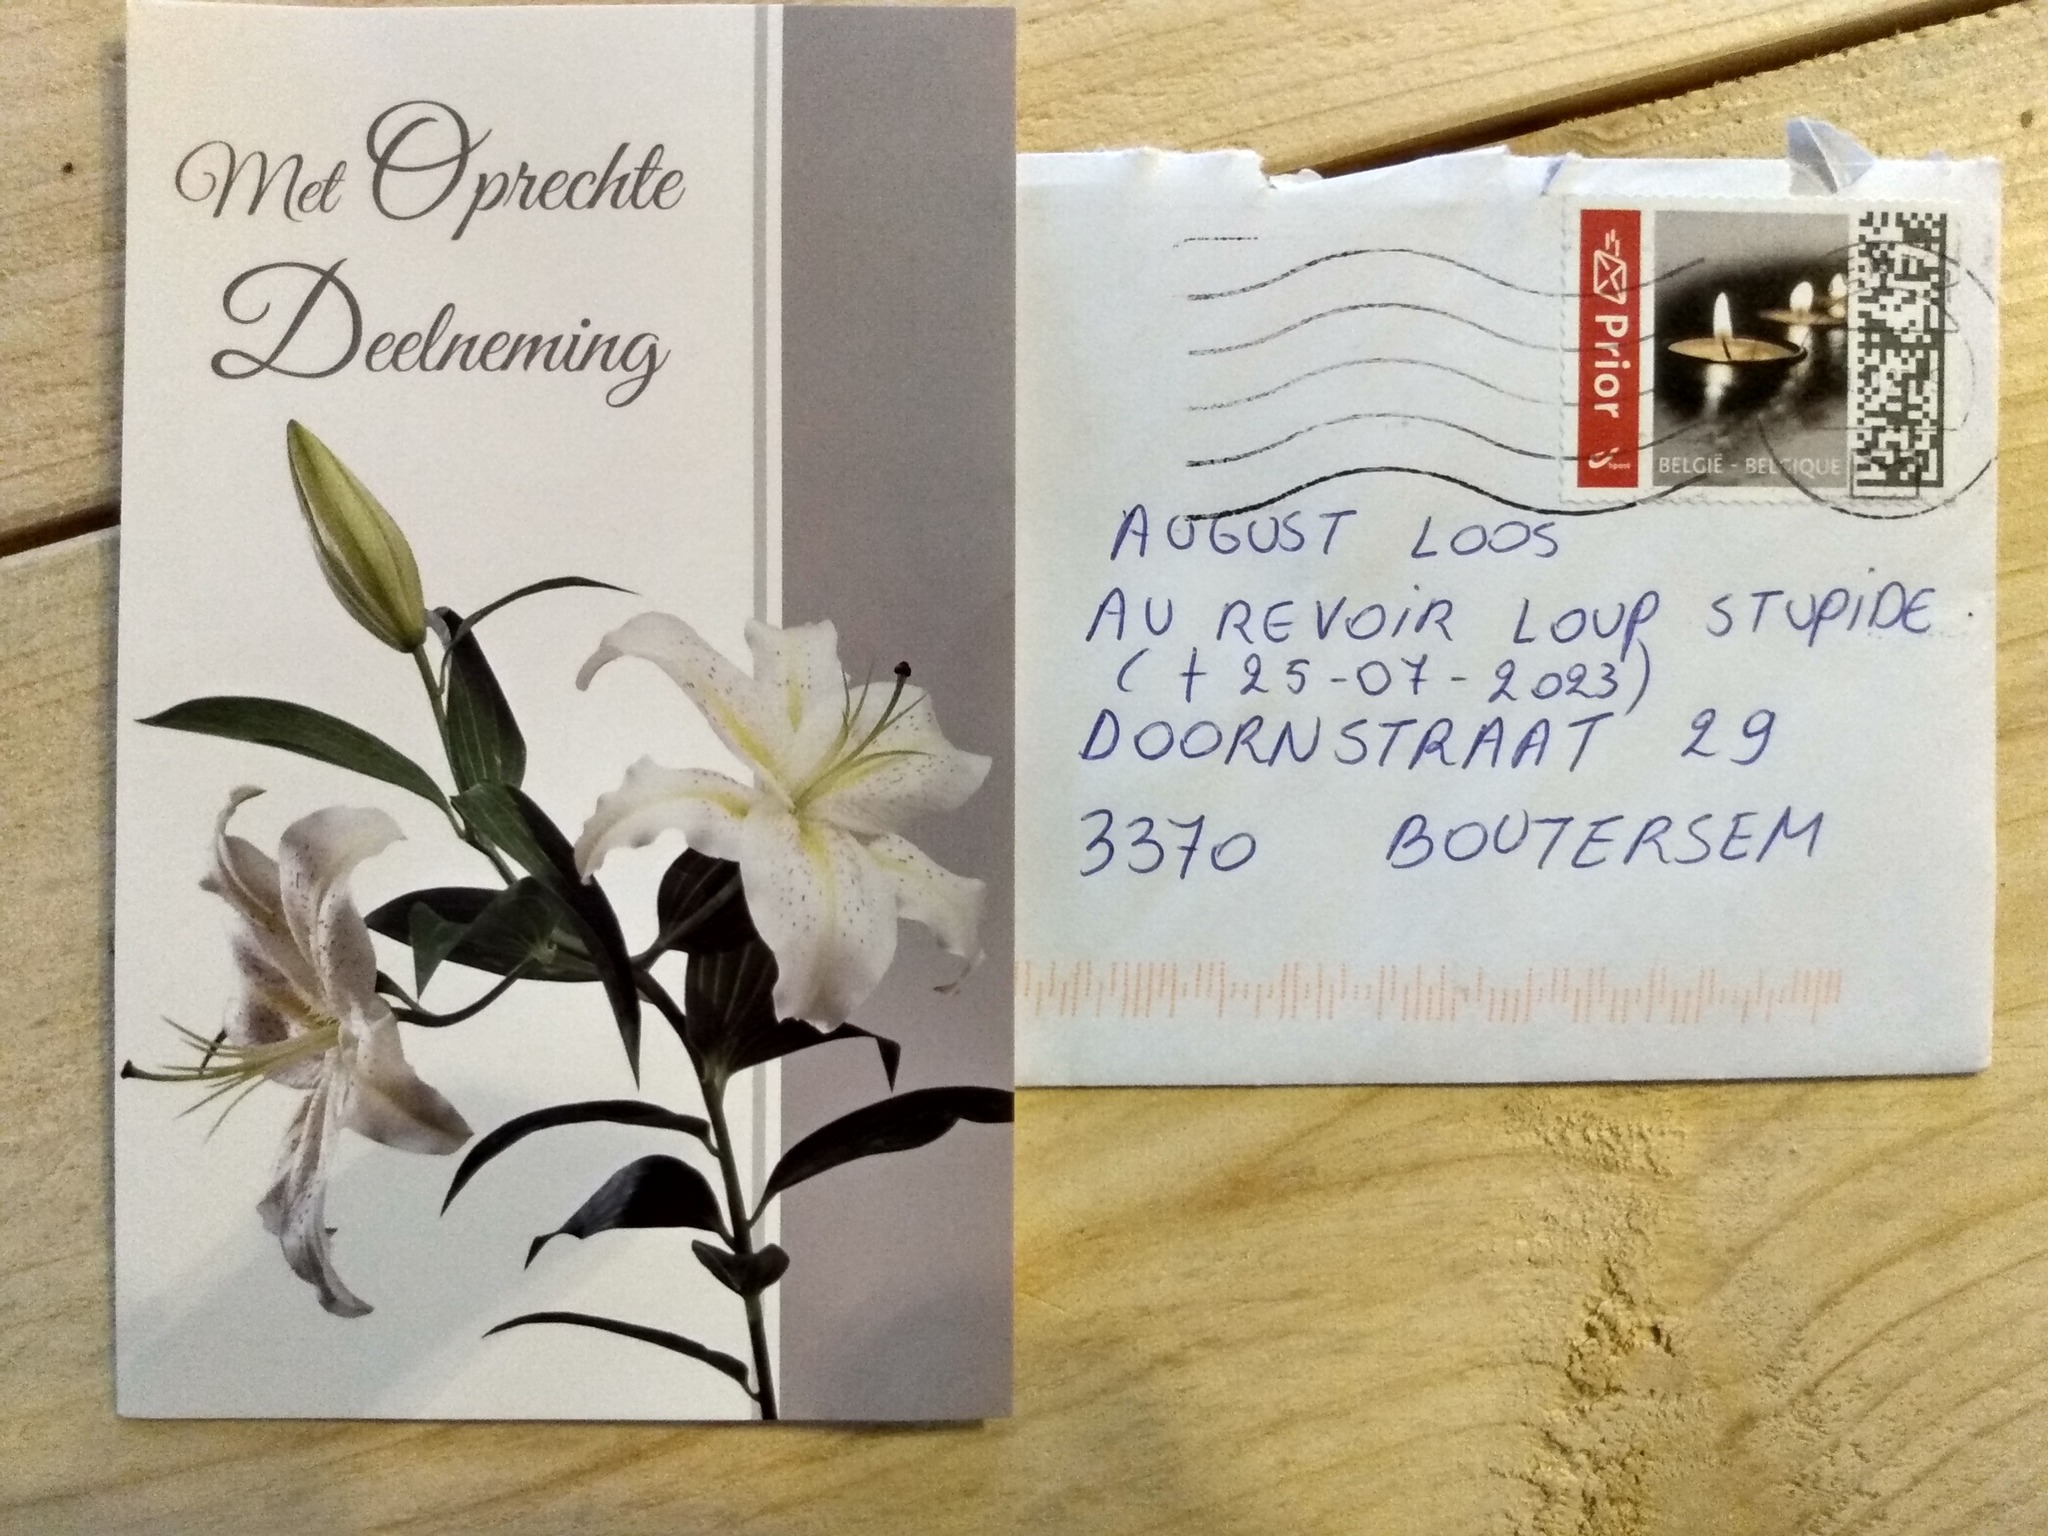 Met Oprechte
Deelneming
Prior
bpost
BELGIË - BELGIQUE
AUGUST LOOS
AU REVOIR LOUP STUPIDE.
( † 25-07-2023)
DOORNSTRAAT 29
3370 BOUTERSEM